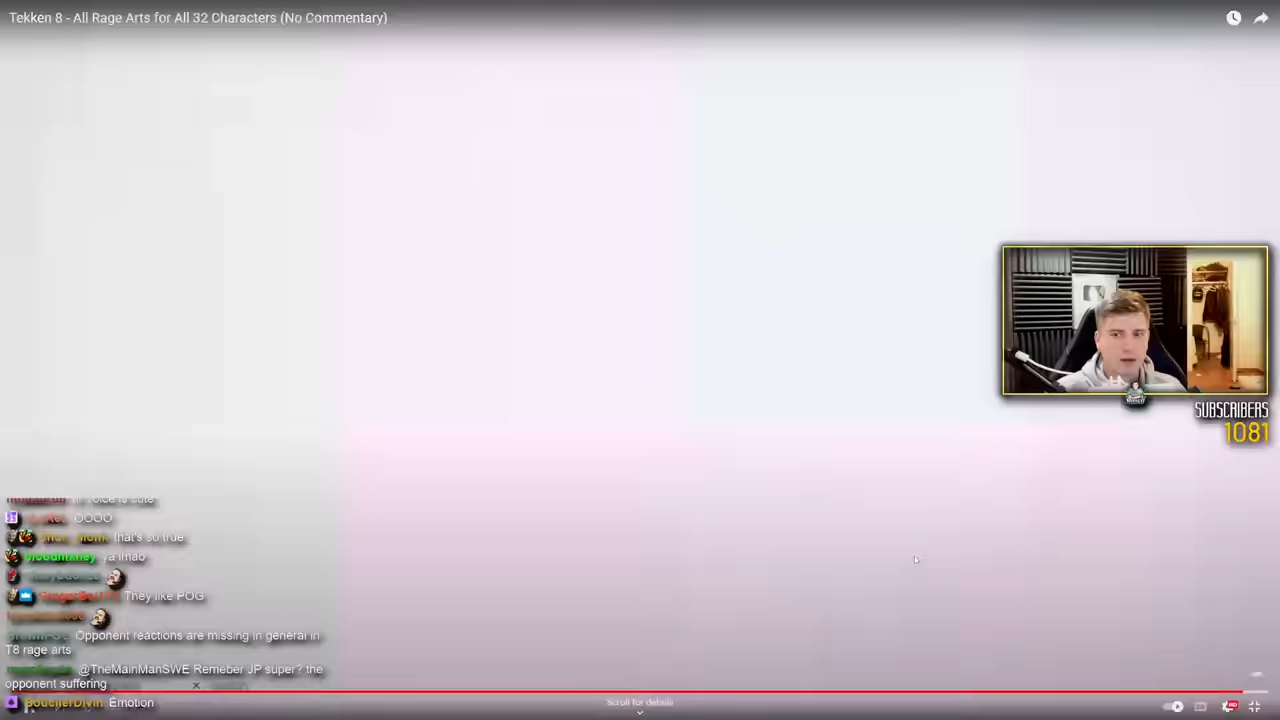 Tekken 8 - All Rage Arts for All 32 Characters (No Commentary)
SUBSCRIBERS
1081
OOOO
that's so true
ya lmao
They like POG
Opponent reactions are missing in general in
T8 rage arts
@TheMainManSWE Remeber JP super? the
opponent suffering
BoucherDivin Emotion
Scroll for details
HD